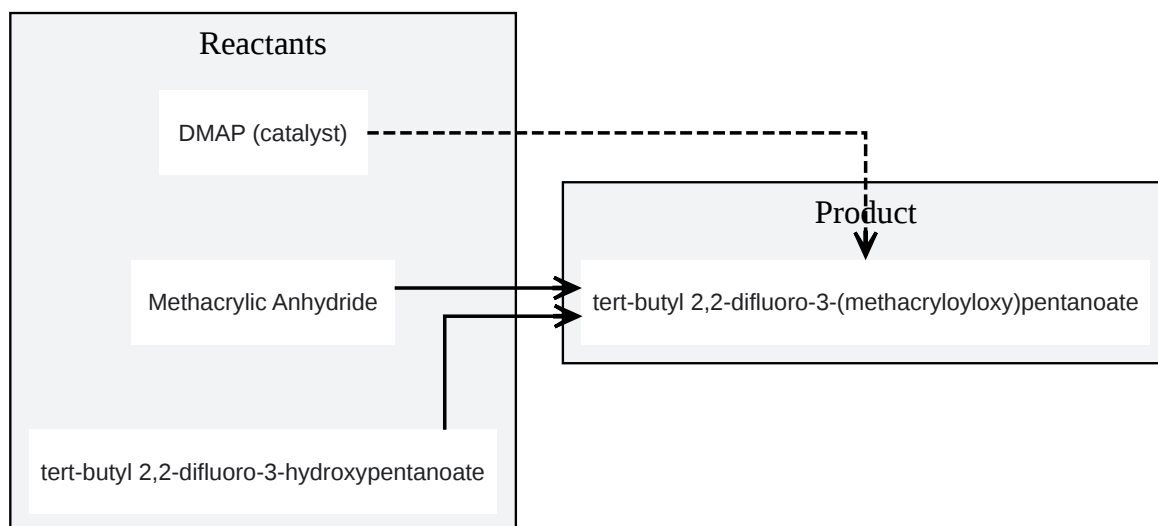 Reactants
DMAP (catalyst)
Methacrylic Anhydride
tert-butyl 2,2-difluoro-3-hydroxypentanoate
Product
tert-butyl 2,2-difluoro-3-(methacryloyloxy)pentanoate